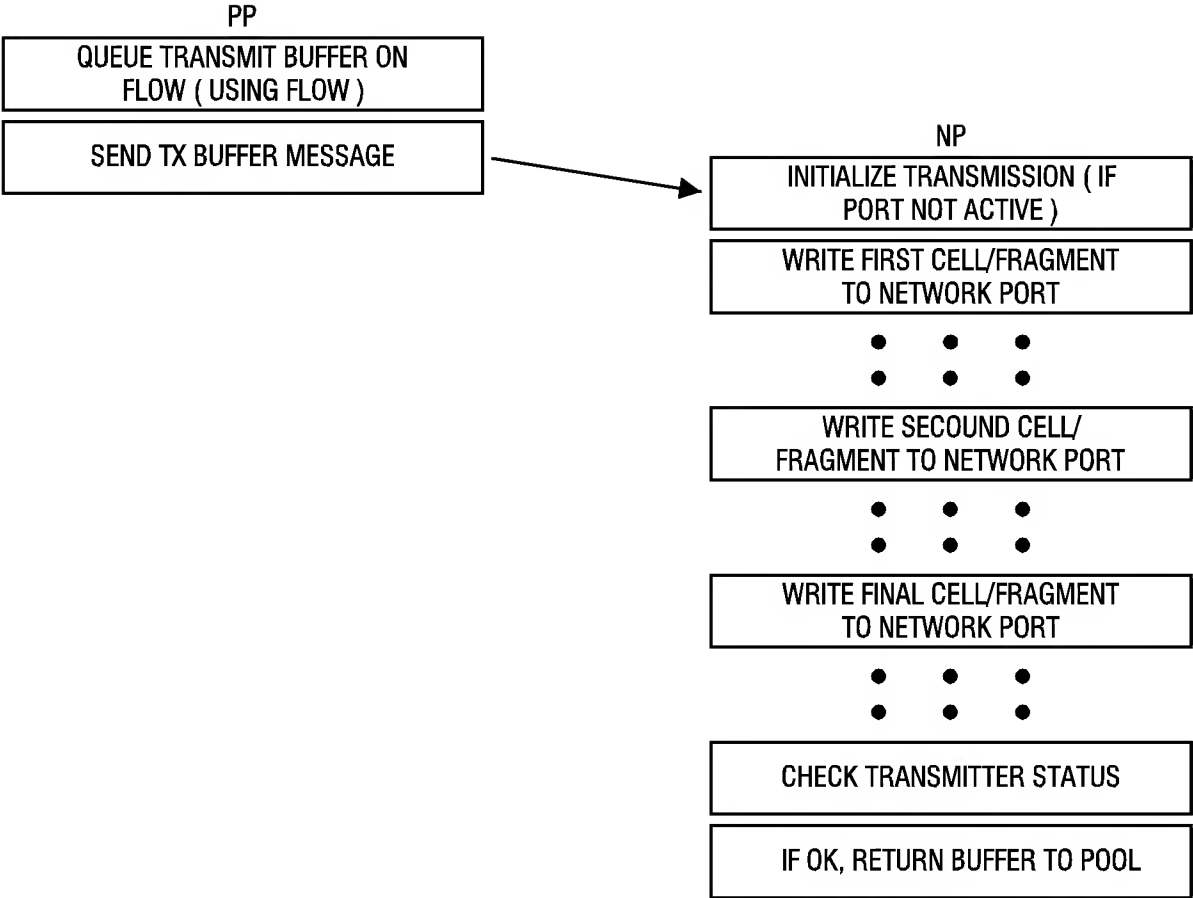 PP
QUEUE TRANSMIT BUFFER ON
FLOW ( USING FLOW )
SEND TX BUFFER MESSAGE
NP
INITIALIZE TRANSMISSION ( IF
PORT NOT ACTIVE )
WRITE FIRST CELL/FRAGMENT
TO NETWORK PORT
WRITE SECOUND CELL/
FRAGMENT TO NETWORK PORT
WRITE FINAL CELL/FRAGMENT
TO NETWORK PORT
CHECK TRANSMITTER STATUS
IF OK, RETURN BUFFER TO POOL